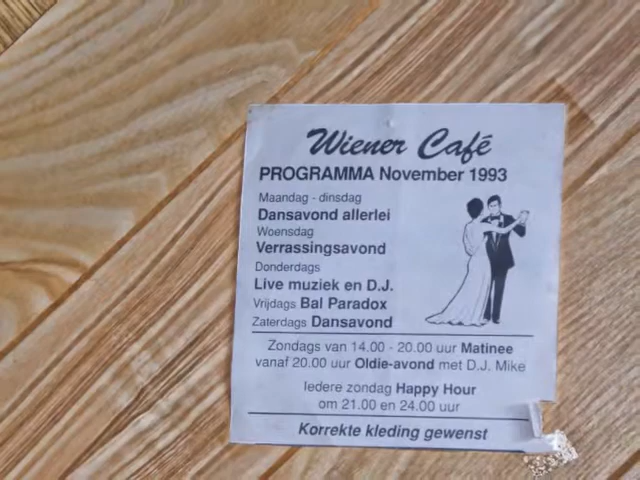 Wiener Café
PROGRAMMA November 1993
Maandag - dinsdag
Dansavond allerlei
Woensdag
Verrassingsavond
Donderdags
Live muziek en D.J.
Vrijdags Bal Paradox
Zaterdags Dansavond
Zondags van 14.00 - 20.00 uur Matinee
vanaf 20.00 uur Oldie-avond met D.J. Mike
Iedere zondag Happy Hour
om 21.00 en 24.00 uur
Korrekte kleding gewenst